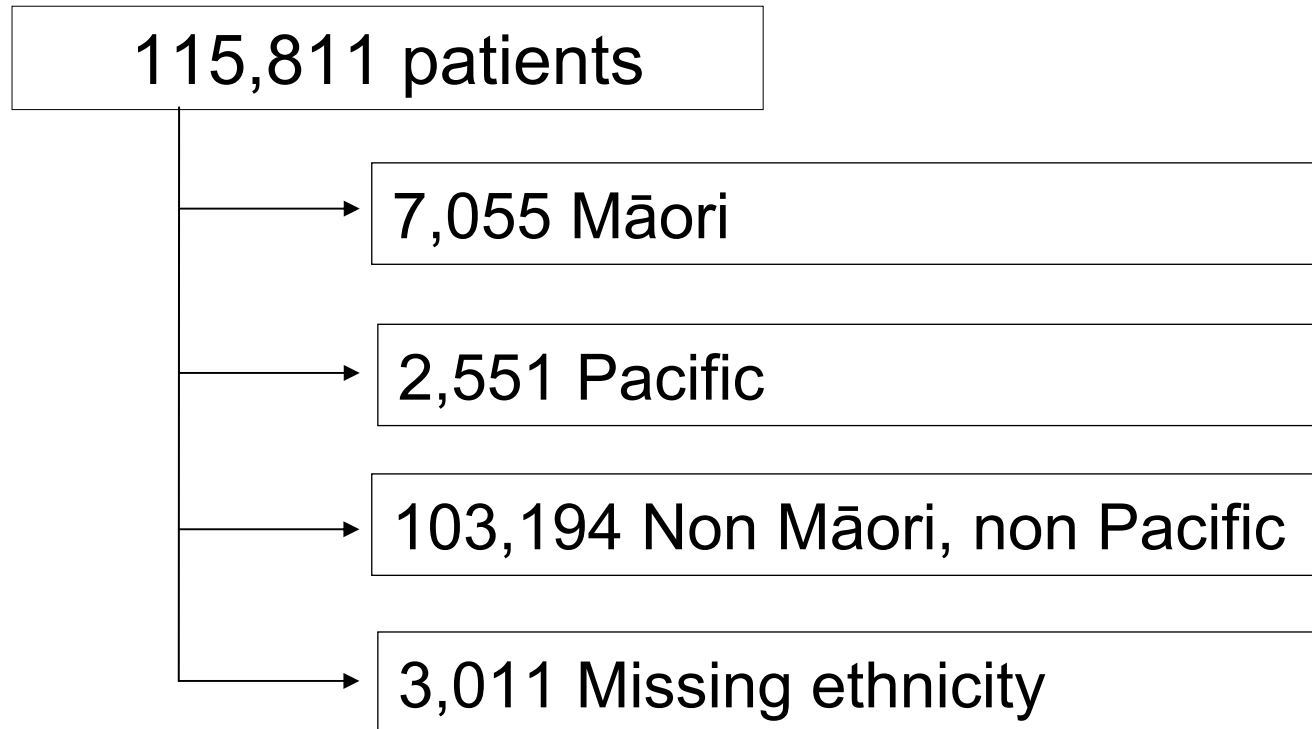 115,811 patients
7,055 Māori
2,551 Pacific
103,194 Non Māori, non Pacific
3,011 Missing ethnicity